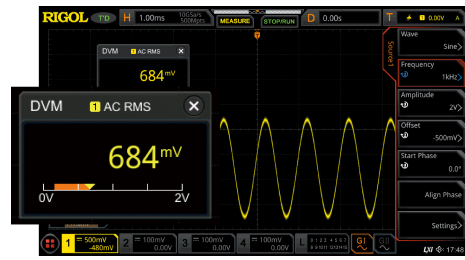 RIGOL T'D H 1.00ms 10GSa/s 500Mpts MEASURE STOP/RUN D 0.00s T 1 0.00V A
DVM 1 AC RMS X
684mV
DVM 1 AC RMS X
684mV
0V 2V
Source1
Wave
Sine>
Frequency
1kHz>
Amplitude
2V>
Offset
-500mV>
Start Phase
0.0°
Align Phase
Settings>
1 500mV -480mV 2 100mV 0.00V 3 100mV 0.00V 4 100mV 0.00V L GI GII
LXI 17:48